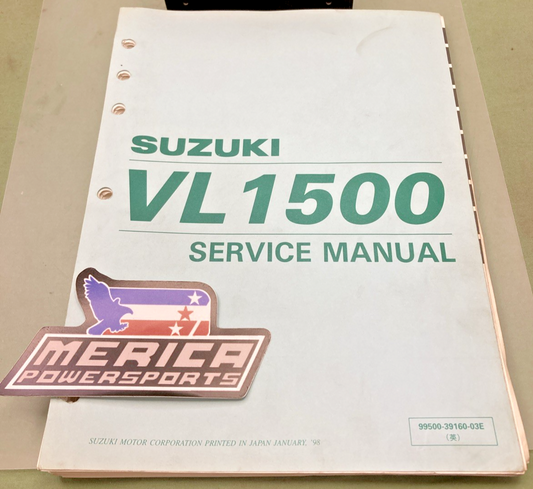 SUZUKI
VL1500
SERVICE MANUAL
MERICA
POWERSPORTS
99500-39160-03E
(英)
SUZUKI MOTOR CORPORATION PRINTED IN JAPAN JANUARY, '98